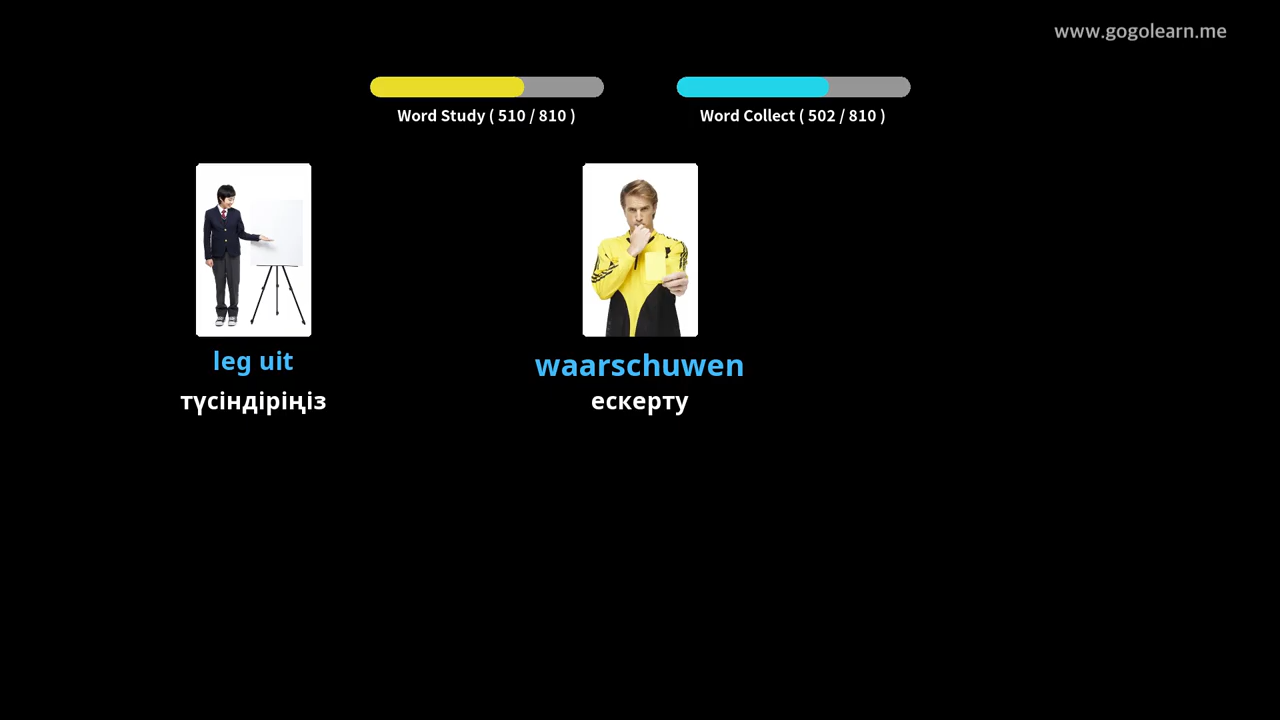 www.gogolearn.me
Word Study ( 510 / 810 )
Word Collect ( 502 / 810 )
leg uit
түсіндіріңіз
waarschuwen
ескерту